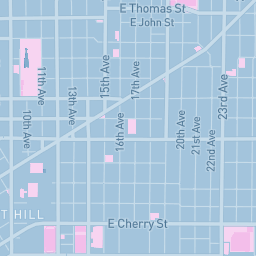 E Thomas St
E John St
11th Ave
15th Ave
17th Ave
13th Ave
10th Ave
16th Ave
20th Ave
21st Ave
22nd Ave
23rd Ave
T HILL
E Cherry St